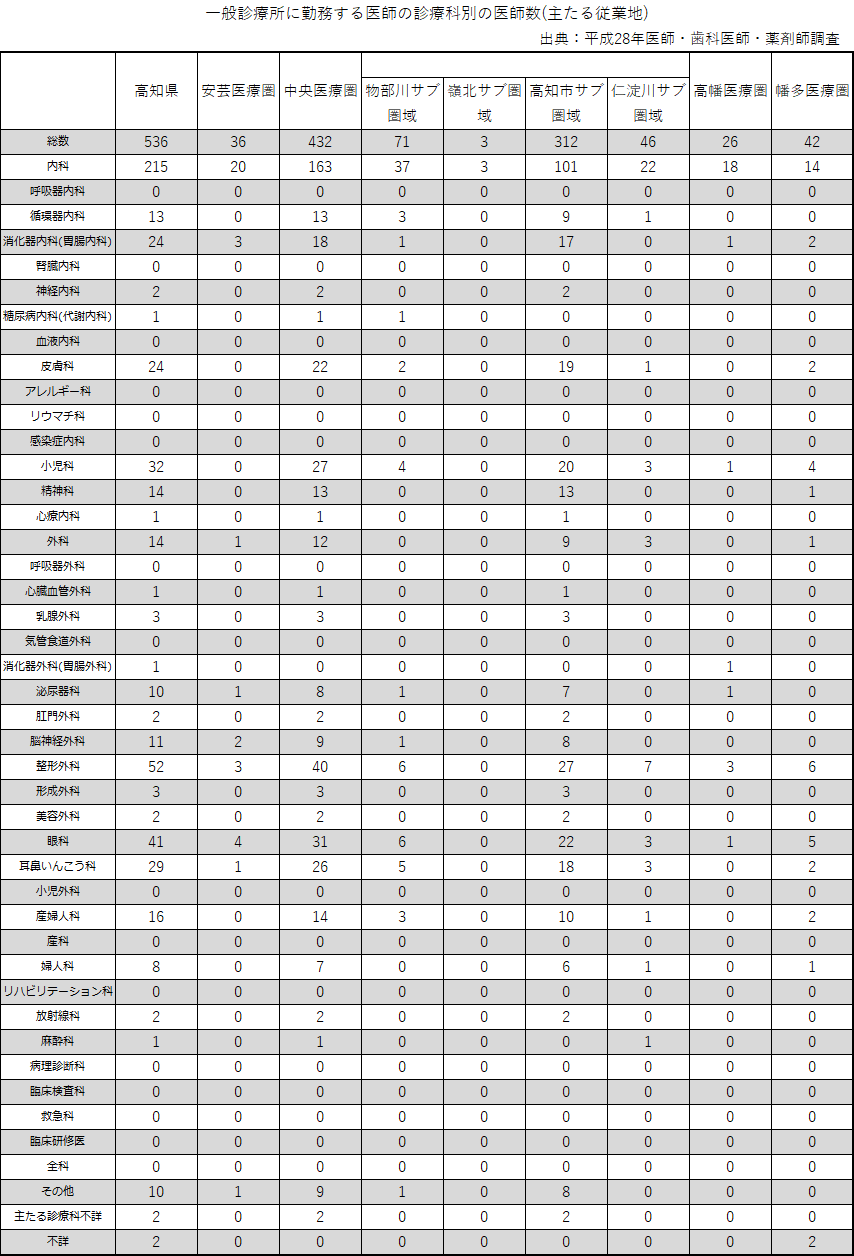 一般診療所に勤務する医師の診療科別の医師数(主たる従業地)
出典：平成28年医師・歯科医師・薬剤師調査
高知県 安芸医療圏 中央医療圏 物部川サブ圏域 嶺北サブ圏域 高知市サブ圏域 仁淀川サブ圏域 高幡医療圏 幡多医療圏
総数 536 36 432 71 3 312 46 26 42
内科 215 20 163 37 3 101 22 18 14
呼吸器内科 0 0 0 0 0 0 0 0 0
循環器内科 13 0 13 3 0 9 1 0 0
消化器内科(胃腸内科) 24 3 18 1 0 17 0 1 2
腎臓内科 0 0 0 0 0 0 0 0 0
神経内科 2 0 2 0 0 2 0 0 0
糖尿病内科(代謝内科) 1 0 1 1 0 0 0 0 0
血液内科 0 0 0 0 0 0 0 0 0
皮膚科 24 0 22 2 0 19 1 0 2
アレルギー科 0 0 0 0 0 0 0 0 0
リウマチ科 0 0 0 0 0 0 0 0 0
感染症内科 0 0 0 0 0 0 0 0 0
小児科 32 0 27 4 0 20 3 1 4
精神科 14 0 13 0 0 13 0 0 1
心療内科 1 0 1 0 0 1 0 0 0
外科 14 1 12 0 0 9 3 0 1
呼吸器外科 0 0 0 0 0 0 0 0 0
心臓血管外科 1 0 1 0 0 1 0 0 0
乳腺外科 3 0 3 0 0 3 0 0 0
気管食道外科 0 0 0 0 0 0 0 0 0
消化器外科(胃腸外科) 1 0 0 0 0 0 0 1 0
泌尿器科 10 1 8 1 0 7 0 1 0
肛門外科 2 0 2 0 0 2 0 0 0
脳神経外科 11 2 9 1 0 8 0 0 0
整形外科 52 3 40 6 0 27 7 3 6
形成外科 3 0 3 0 0 3 0 0 0
美容外科 2 0 2 0 0 2 0 0 0
眼科 41 4 31 6 0 22 3 1 5
耳鼻いんこう科 29 1 26 5 0 18 3 0 2
小児外科 0 0 0 0 0 0 0 0 0
産婦人科 16 0 14 3 0 10 1 0 2
産科 0 0 0 0 0 0 0 0 0
婦人科 8 0 7 0 0 6 1 0 1
リハビリテーション科 0 0 0 0 0 0 0 0 0
放射線科 2 0 2 0 0 2 0 0 0
麻酔科 1 0 1 0 0 0 1 0 0
病理診断科 0 0 0 0 0 0 0 0 0
臨床検査科 0 0 0 0 0 0 0 0 0
救急科 0 0 0 0 0 0 0 0 0
臨床研修医 0 0 0 0 0 0 0 0 0
全科 0 0 0 0 0 0 0 0 0
その他 10 1 9 1 0 8 0 0 0
主たる診療科不詳 2 0 2 0 0 2 0 0 0
不詳 2 0 0 0 0 0 0 0 2